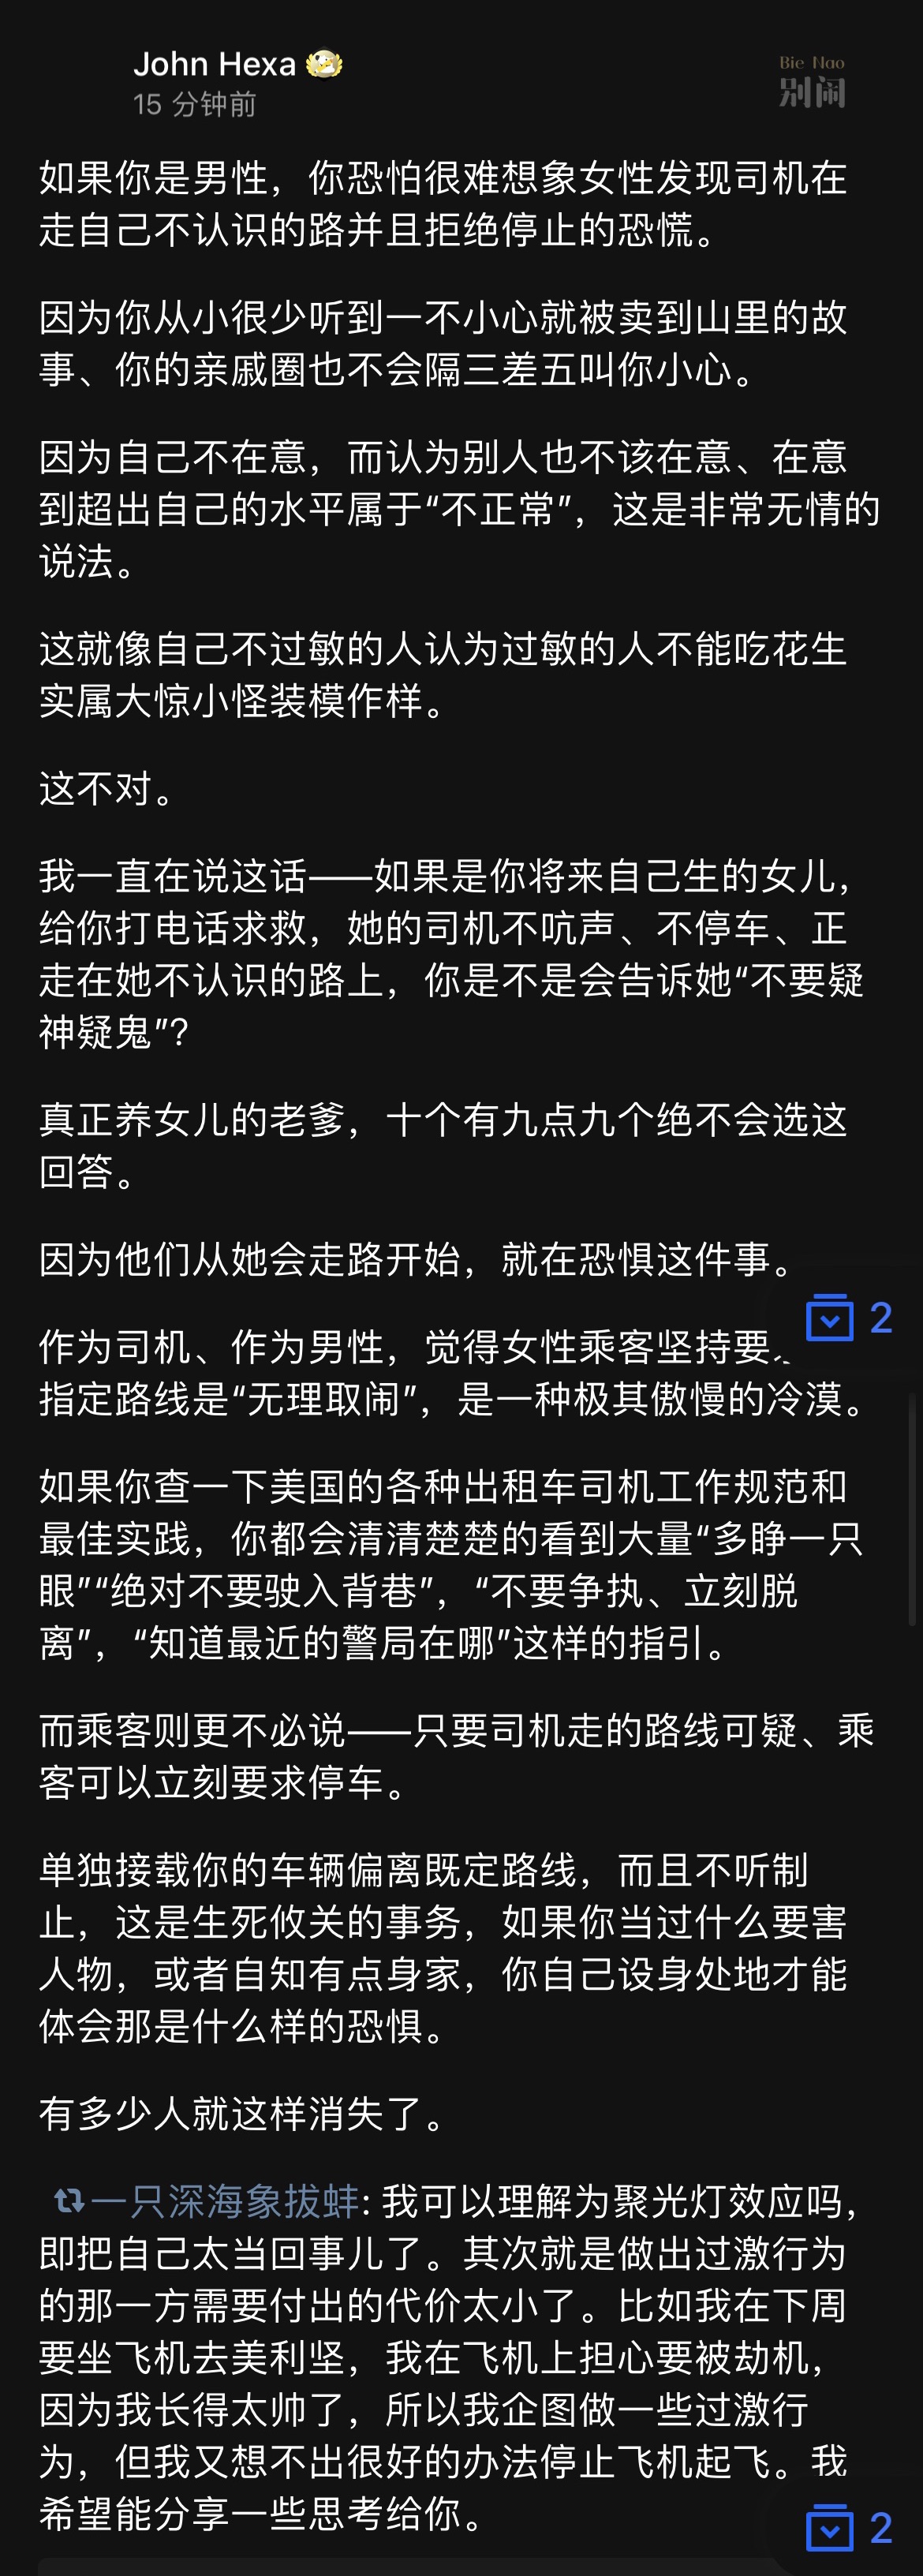 John Hexa
15 分钟前
Bie Nao
别闹
如果你是男性，你恐怕很难想象女性发现司机在
走自己不认识的路并且拒绝停止的恐慌。
因为你从小很少听到一不小心就被卖到山里的故
事、你的亲戚圈也不会隔三差五叫你小心。
因为自己不在意，而认为别人也不该在意、在意
到超出自己的水平属于“不正常”，这是非常无情的
说法。
这就像自己不过敏的人认为过敏的人不能吃花生
实属大惊小怪装模作样。
这不对。
我一直在说这话——如果是你将来自己生的女儿，
给你打电话求救，她的司机不吭声、不停车、正
走在她不认识的路上，你是不是会告诉她“不要疑
神疑鬼”?
真正养女儿的老爹，十个有九点九个绝不会选这
回答。
因为他们从她会走路开始，就在恐惧这件事。
2
作为司机、作为男性，觉得女性乘客坚持要
指定路线是“无理取闹”，是一种极其傲慢的冷漠。
如果你查一下美国的各种出租车司机工作规范和
最佳实践，你都会清清楚楚的看到大量“多睁一只
眼”“绝对不要驶入背巷”，“不要争执、立刻脱
离”，“知道最近的警局在哪”这样的指引。
而乘客则更不必说——只要司机走的路线可疑、乘
客可以立刻要求停车。
单独接载你的车辆偏离既定路线，而且不听制
止，这是生死攸关的事务，如果你当过什么要害
人物，或者自知有点身家，你自己设身处地才能
体会那是什么样的恐惧。
有多少人就这样消失了。
一只深海象拔蚌: 我可以理解为聚光灯效应吗，
即把自己太当回事儿了。其次就是做出过激行为
的那一方需要付出的代价太小了。比如我在下周
要坐飞机去美利坚，我在飞机上担心要被劫机，
因为我长得太帅了，所以我企图做一些过激行
为，但我又想不出很好的办法停止飞机起飞。我
希望能分享一些思考给你。
2